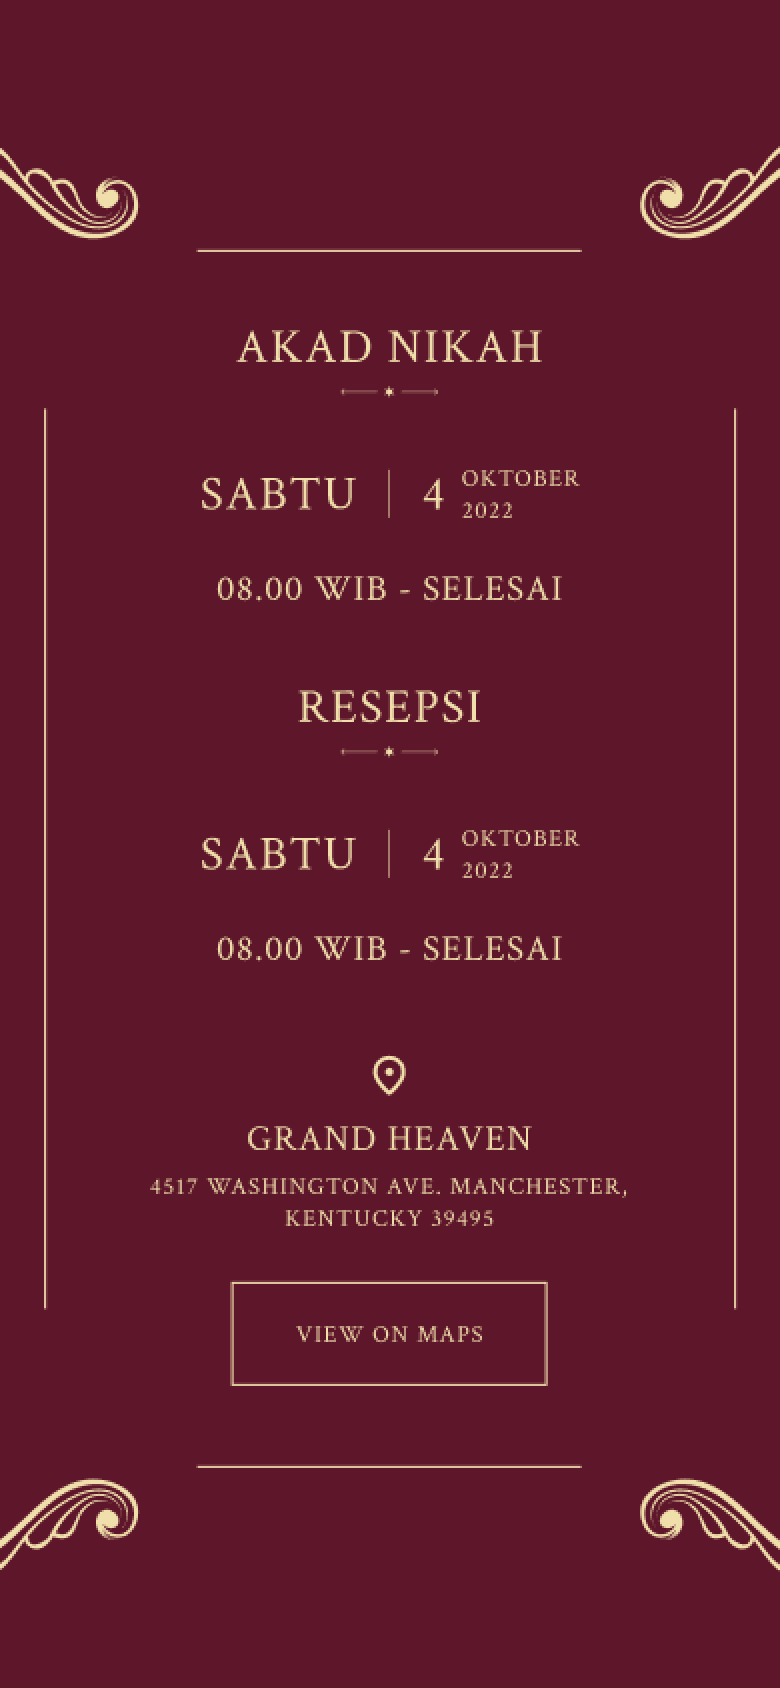 AKAD NIKAH
SABTU | 4 OKTOBER
2022
08.00 WIB - SELESAI
RESEPSI
SABTU | 4 OKTOBER
2022
08.00 WIB - SELESAI
GRAND HEAVEN
4517 WASHINGTON AVE. MANCHESTER,
KENTUCKY 39495
VIEW ON MAPS